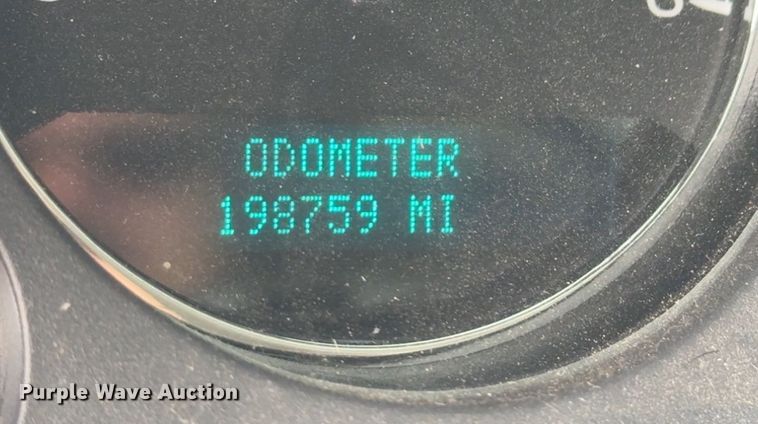 ODOMETER
198759 MI
Purple Wave Auction